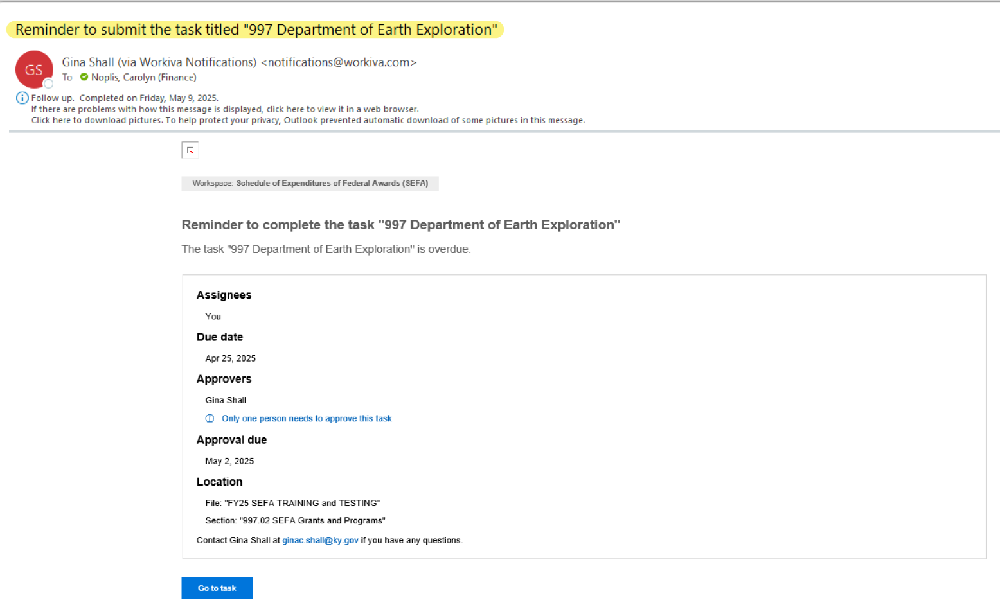 Reminder to submit the task titled "997 Department of Earth Exploration"
GS
Gina Shall (via Workiva Notifications) <notifications@workiva.com>
To Noplis, Carolyn (Finance)
Follow up. Completed on Friday, May 9, 2025.
If there are problems with how this message is displayed, click here to view it in a web browser.
Click here to download pictures. To help protect your privacy, Outlook prevented automatic download of some pictures in this message.
Workspace: Schedule of Expenditures of Federal Awards (SEFA)
Reminder to complete the task "997 Department of Earth Exploration"
The task "997 Department of Earth Exploration" is overdue.
Assignees
You
Due date
Apr 25, 2025
Approvers
Gina Shall
Only one person needs to approve this task
Approval due
May 2, 2025
Location
File: "FY25 SEFA TRAINING and TESTING"
Section: "997.02 SEFA Grants and Programs"
Contact Gina Shall at ginac.shall@ky.gov if you have any questions.
Go to task